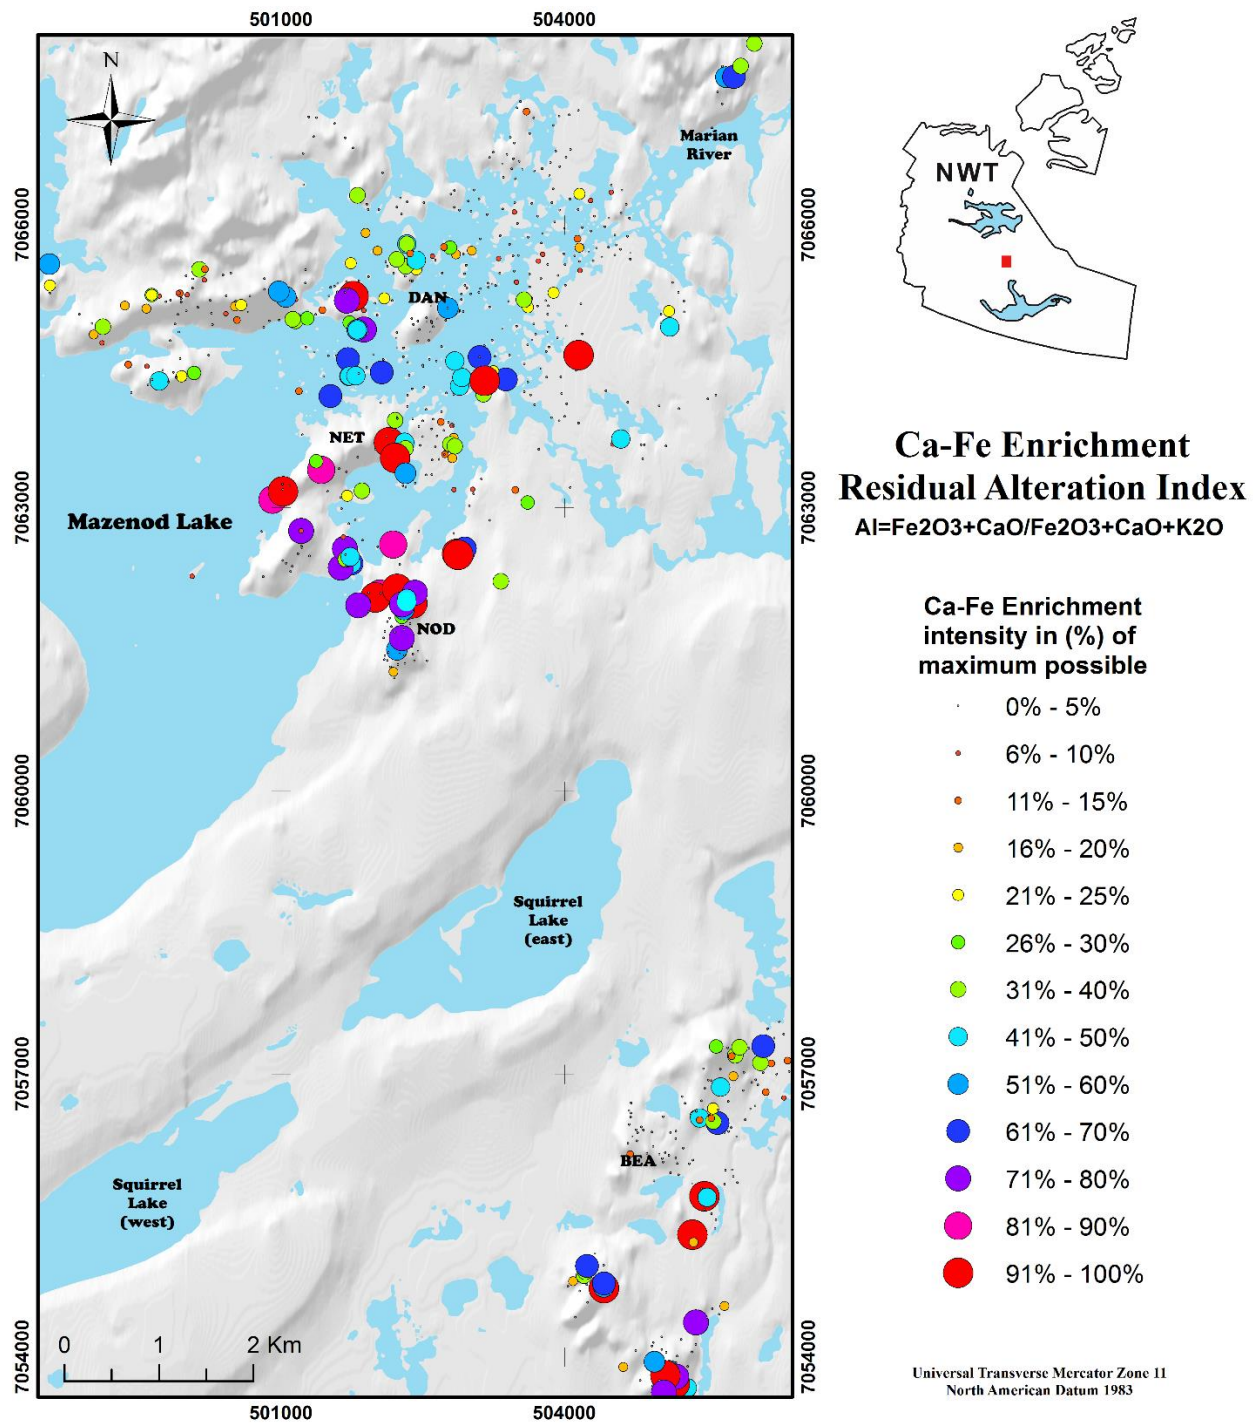 501000
504000
N
Marian
River
7066000
7066000
DAN
NET
7063000
7063000
Mazenod Lake
NOD
7060000
7060000
Squirrel
Lake
(east)
7057000
7057000
BEA
Squirrel
Lake
(west)
7054000
7054000
0 1 2 Km
501000
504000
NWT
Ca-Fe Enrichment
Residual Alteration Index
AI=Fe2O3+CaO/Fe2O3+CaO+K2O
Ca-Fe Enrichment
intensity in (%) of
maximum possible
0% - 5%
6% - 10%
11% - 15%
16% - 20%
21% - 25%
26% - 30%
31% - 40%
41% - 50%
51% - 60%
61% - 70%
71% - 80%
81% - 90%
91% - 100%
Universal Transverse Mercator Zone 11
North American Datum 1983